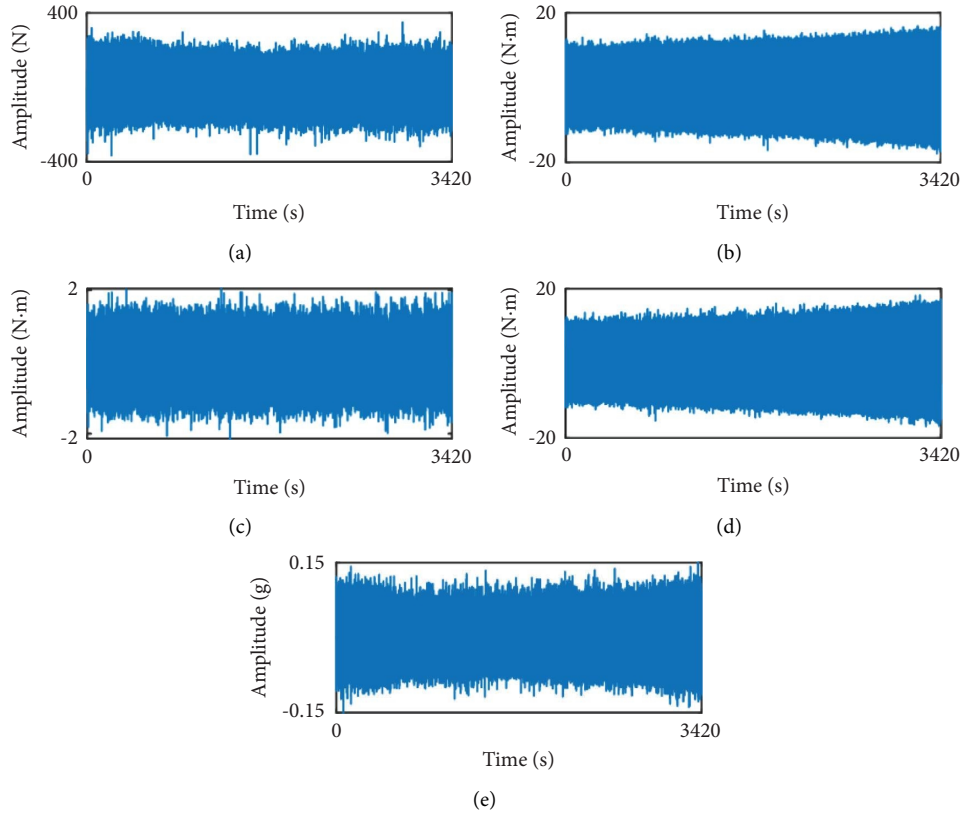 400
Amplitude (N)
-400
0
3420
Time (s)
(a)
20
Amplitude (N·m)
-20
0
3420
Time (s)
(b)
2
Amplitude (N·m)
-2
0
3420
Time (s)
(c)
20
Amplitude (N·m)
-20
0
3420
Time (s)
(d)
0.15
Amplitude (g)
-0.15
0
3420
Time (s)
(e)